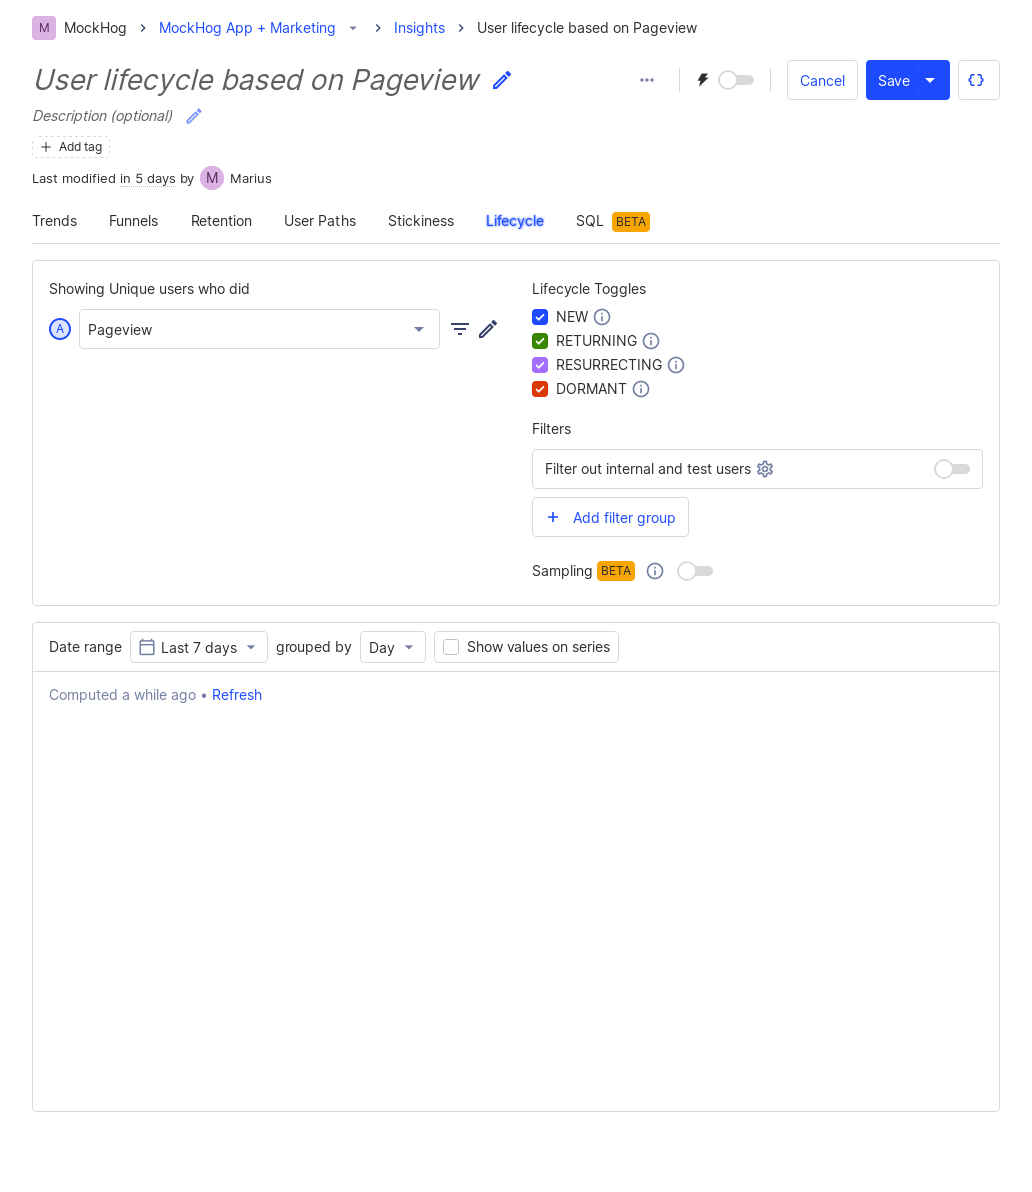 M MockHog MockHog App + Marketing Insights User lifecycle based on Pageview
User lifecycle based on Pageview
Cancel Save
Description (optional)
Add tag
Last modified in 5 days by M Marius
Trends Funnels Retention User Paths Stickiness Lifecycle SQL BETA
Showing Unique users who did
A Pageview
Lifecycle Toggles
NEW
RETURNING
RESURRECTING
DORMANT
Filters
Filter out internal and test users
Add filter group
Sampling BETA
Date range Last 7 days grouped by Day Show values on series
Computed a while ago • Refresh